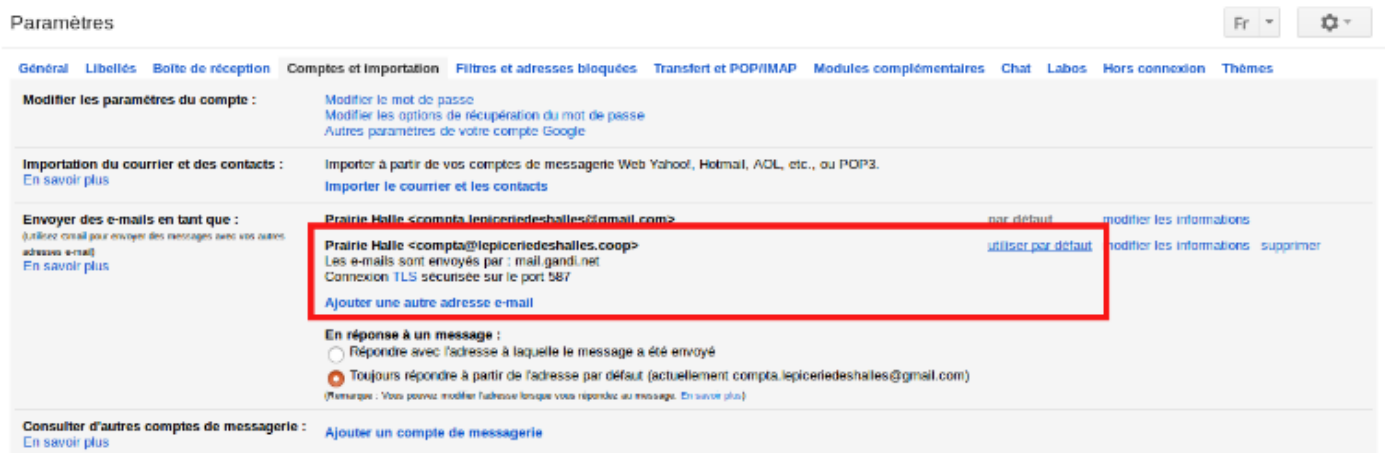 Paramètres
Fr
Général Libellés Boîte de réception Comptes et importation Filtres et adresses bloquées Transfert et POP/IMAP Modules complémentaires Chat Labos Hors connexion Thèmes
Modifier les paramètres du compte :
Modifier le mot de passe
Modifier les options de récupération du mot de passe
Autres paramètres de votre compte Google
Importation du courrier et des contacts :
En savoir plus
Importer à partir de vos comptes de messagerie Web Yahoo!, Hotmail, AOL, etc., ou POP3.
Importer le courrier et les contacts
Envoyer des e-mails en tant que :
(Utilisez Gmail pour envoyer des messages avec vos autres
adresses e-mail)
En savoir plus
Prairie Halle <compta.lepiceriedeshalles@gmail.com> par défaut modifier les informations
Prairie Halle <compta@lepiceriedeshalles.coop> utiliser par défaut modifier les informations supprimer
Les e-mails sont envoyés par : mail.gandi.net
Connexion TLS sécurisée sur le port 587
Ajouter une autre adresse e-mail
En réponse à un message :
Répondre avec l'adresse à laquelle le message a été envoyé
Toujours répondre à partir de l'adresse par défaut (actuellement compta.lepiceriedeshalles@gmail.com)
(Remarque : Vous pouvez modifier l'adresse lorsque vous répondez au message. En savoir plus)
Consulter d'autres comptes de messagerie :
En savoir plus
Ajouter un compte de messagerie